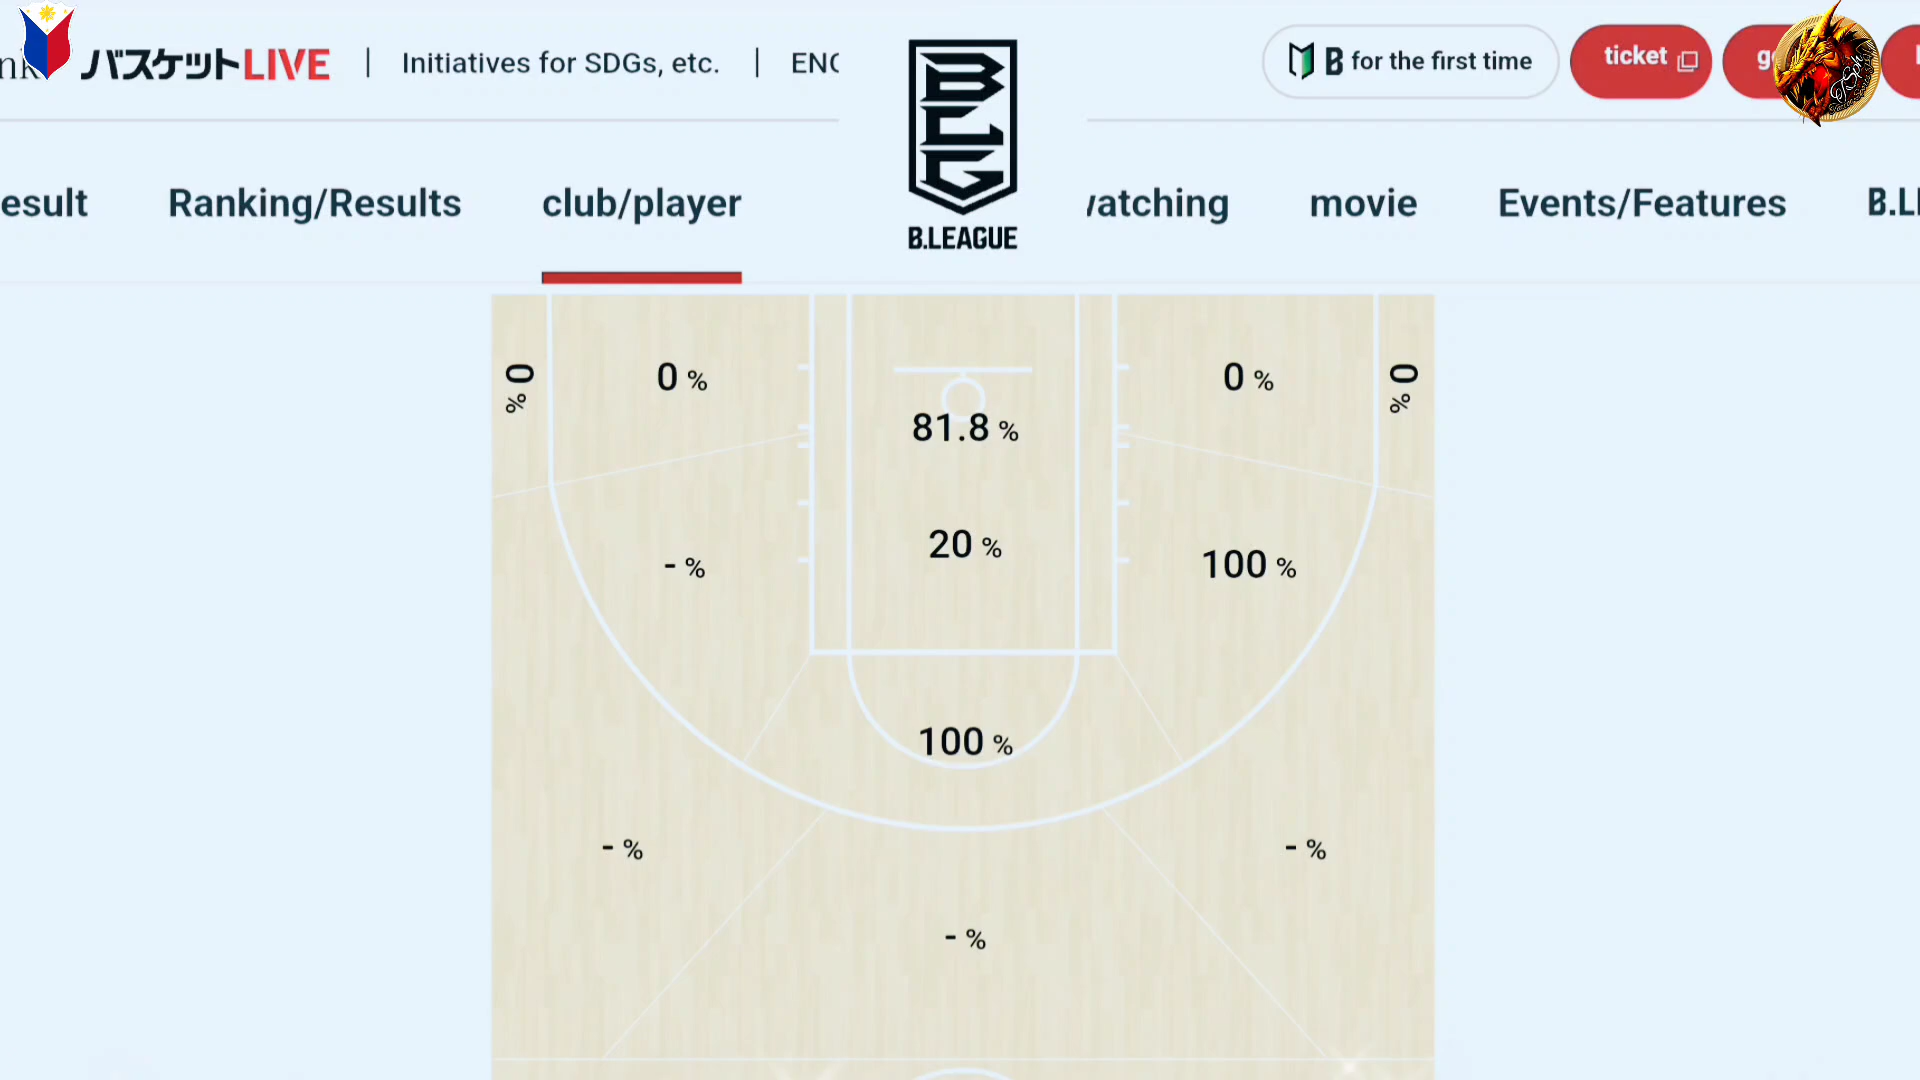 バスケットLIVE | Initiatives for SDGs, etc. |
B for the first time
ticket
Ranking/Results
club/player
B.LEAGUE
movie
Events/Features
0 %
0 %
0 %
0 %
81.8 %
20 %
- %
100 %
100 %
- %
- %
- %